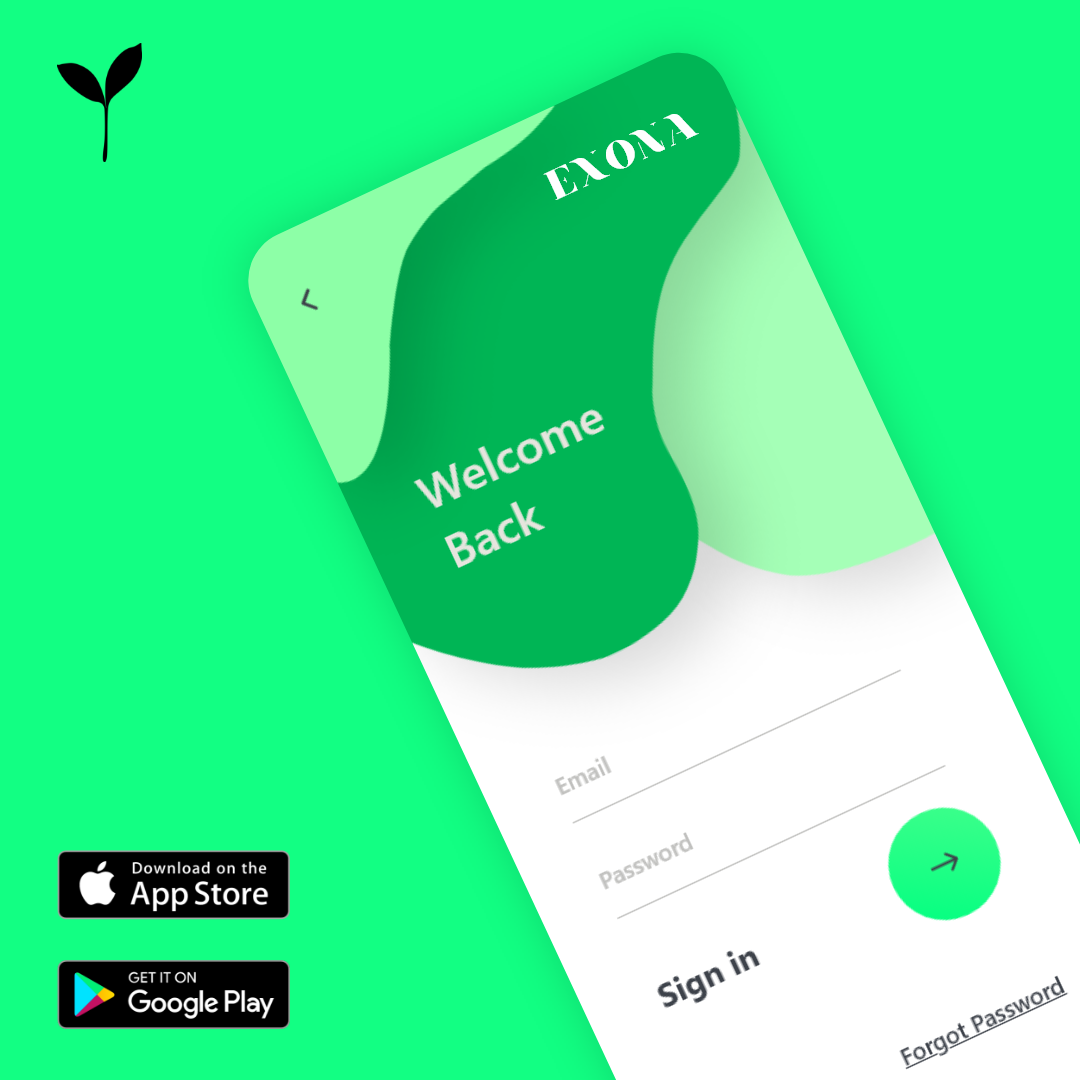 EXONA
Welcome
Back
Email
Password
Sign in
Forgot Password
Download on the
App Store
GET IT ON
Google Play